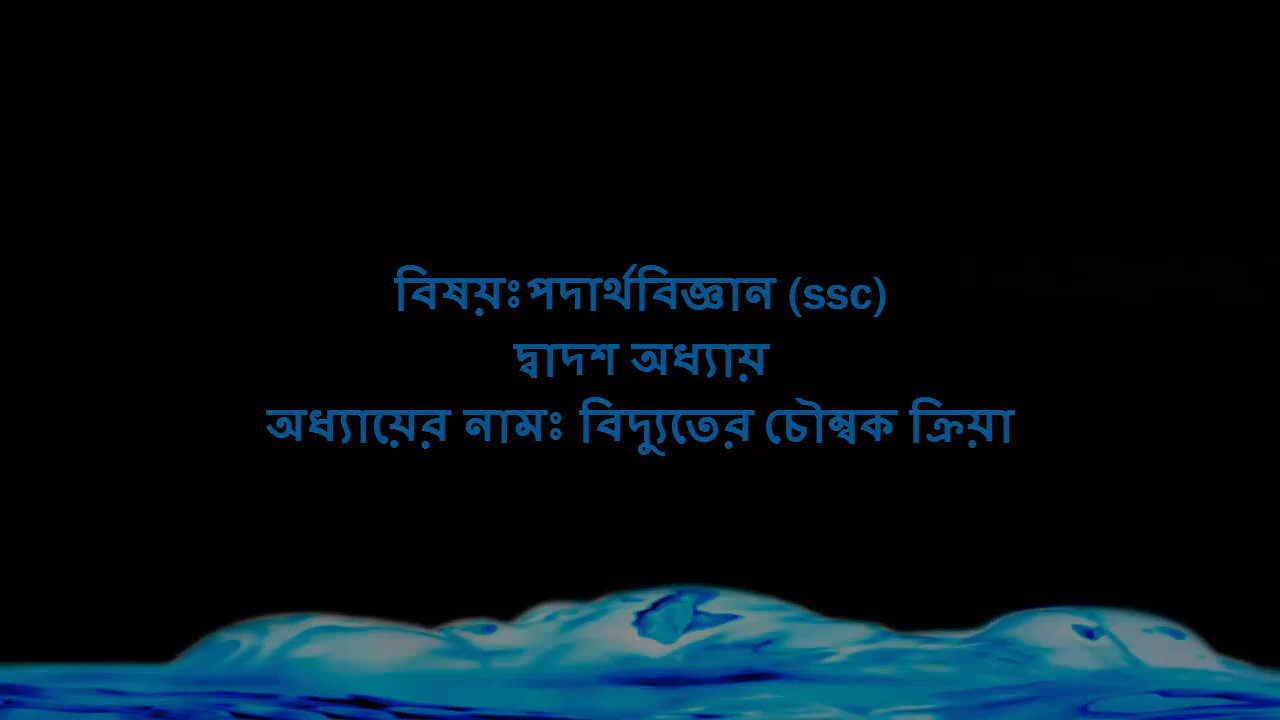 বিষয়ঃপদার্থবিজ্ঞান (ssc)
দ্বাদশ অধ্যায়
অধ্যায়ের নামঃ বিদ্যুতের চৌম্বক ক্রিয়া